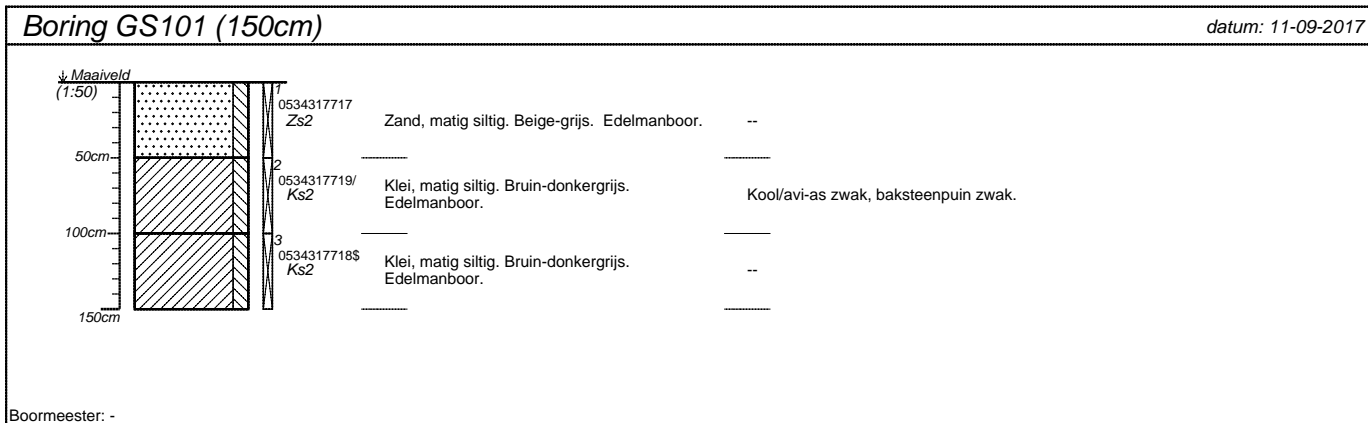 Boring GS101 (150cm)
datum: 11-09-2017
Maaiveld
(1:50)
1
0534317717
Zs2
Zand, matig siltig. Beige-grijs. Edelmanboor.
--
50cm
2
0534317719/
Ks2
Klei, matig siltig. Bruin-donkergrijs.
Edelmanboor.
Kool/avi-as zwak, baksteenpuin zwak.
100cm
3
0534317718$
Ks2
Klei, matig siltig. Bruin-donkergrijs.
Edelmanboor.
--
150cm
Boormeester: -